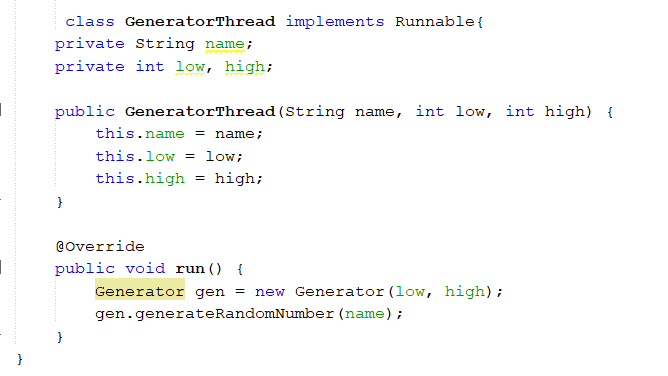 class GeneratorThread implements Runnable{
private String name;
private int low, high;
public GeneratorThread(String name, int low, int high) {
this.name = name;
this.low = low;
this.high = high;
}
@Override
public void run() {
Generator gen = new Generator(low, high);
gen.generateRandomNumber(name);
}
}